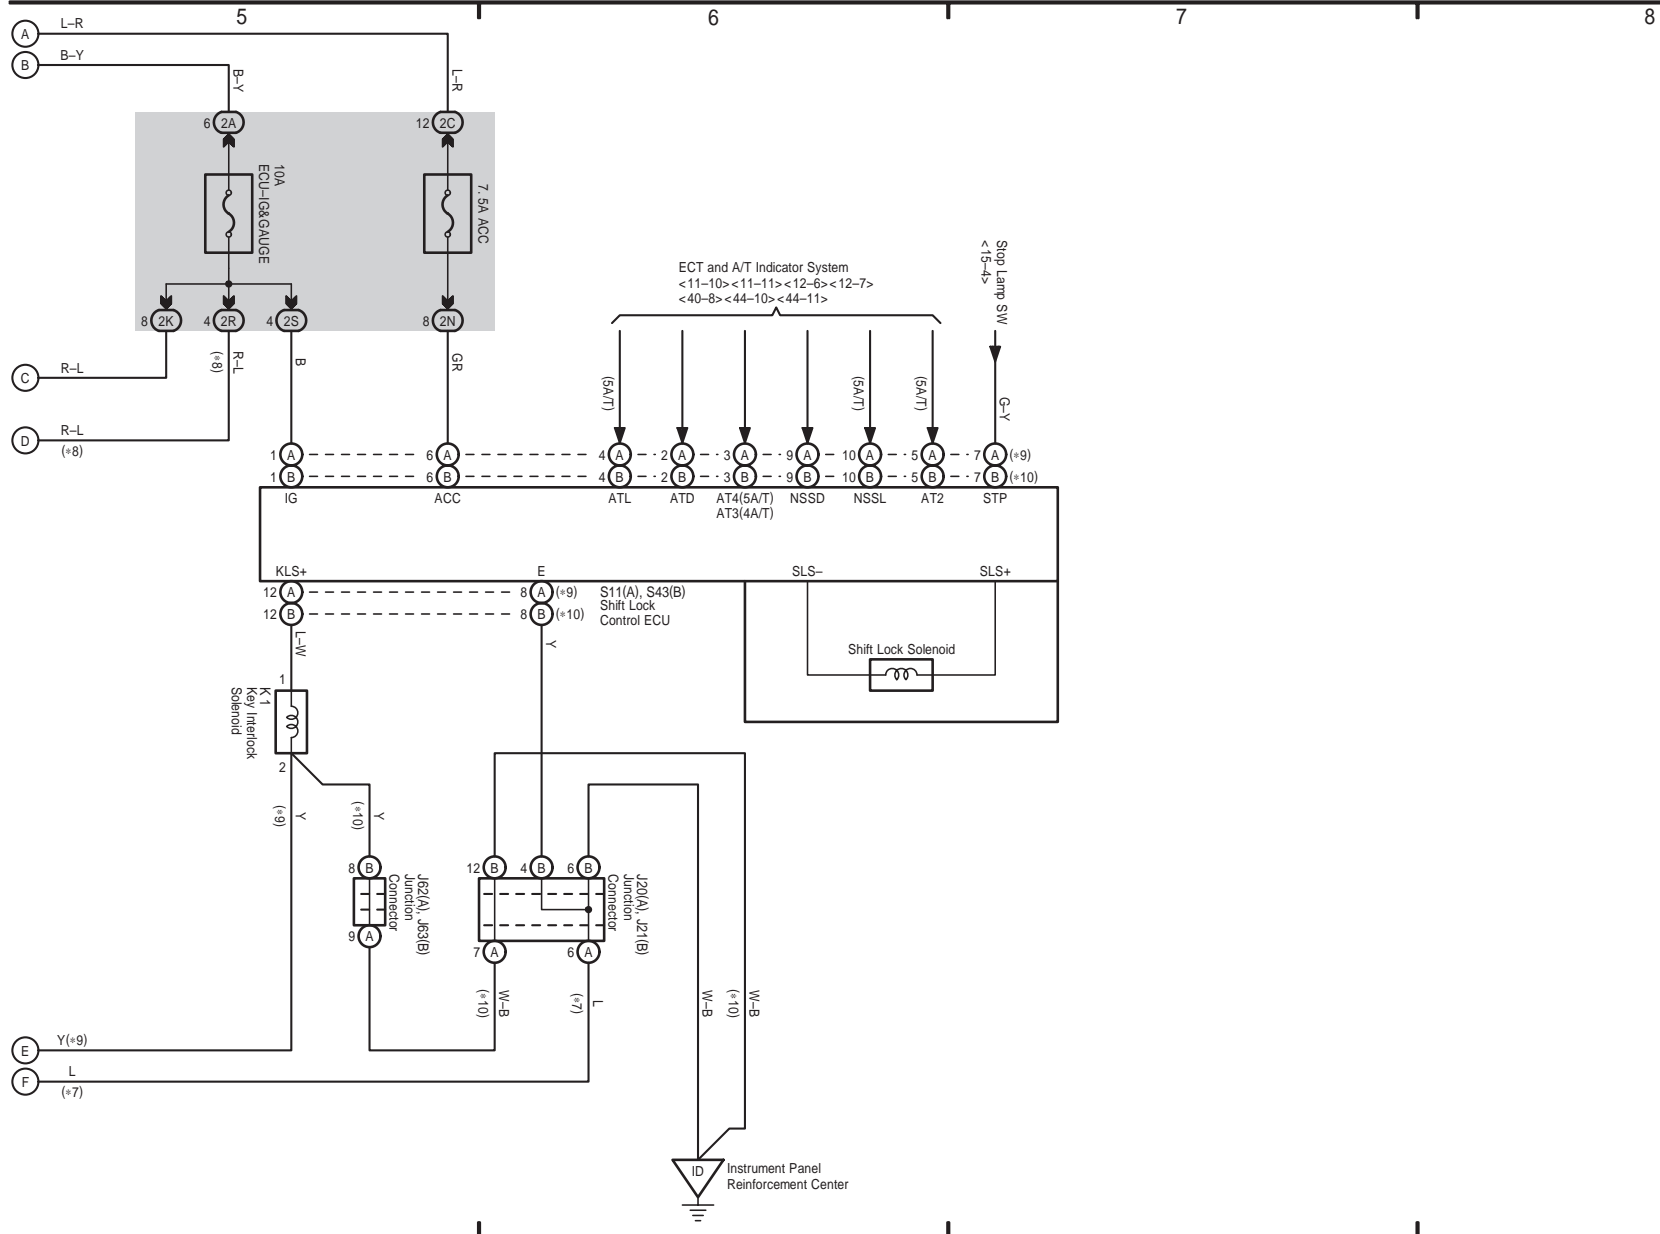 5 6 7 8
A L–R
B B–Y
B–Y
L–R
6 2A
12 2C
10A
ECU–IG&GAUGE
7. 5A ACC
8 2K 4 2R 4 2S 8 2N
ECT and A/T Indicator System
<11–10><11–11><12–6><12–7>
<40–8><44–10><44–11>
Stop Lamp SW
<15–4>
R–L
(*8)
B
GR
C R–L
D R–L
(*8)
(5A/T)
(5A/T)
(5A/T)
G–Y
1 A 6 A 4 A 2 A 3 A 9 A 10 A 5 A 7 A (*9)
1 B 6 B 4 B 2 B 3 B 9 B 10 B 5 B 7 B (*10)
IG ACC ATL ATD AT4(5A/T) NSSD NSSL AT2 STP
AT3(4A/T)
KLS+ E SLS– SLS+
12 A 8 A (*9)
12 B 8 B (*10)
S11(A), S43(B)
Shift Lock
Control ECU
L–W
Y
Shift Lock Solenoid
1
K 1
Key Interlock
Solenoid
2
Y
(*9)
Y
(*10)
8 B
J62(A), J63(B)
Junction
Connector
9 A
12 B 4 B 6 B
J20(A), J21(B)
Junction
Connector
7 A 6 A
W–B
(*10)
L
(*7)
W–B
W–B
(*10)
E Y(*9)
F L
(*7)
ID
Instrument Panel
Reinforcement Center